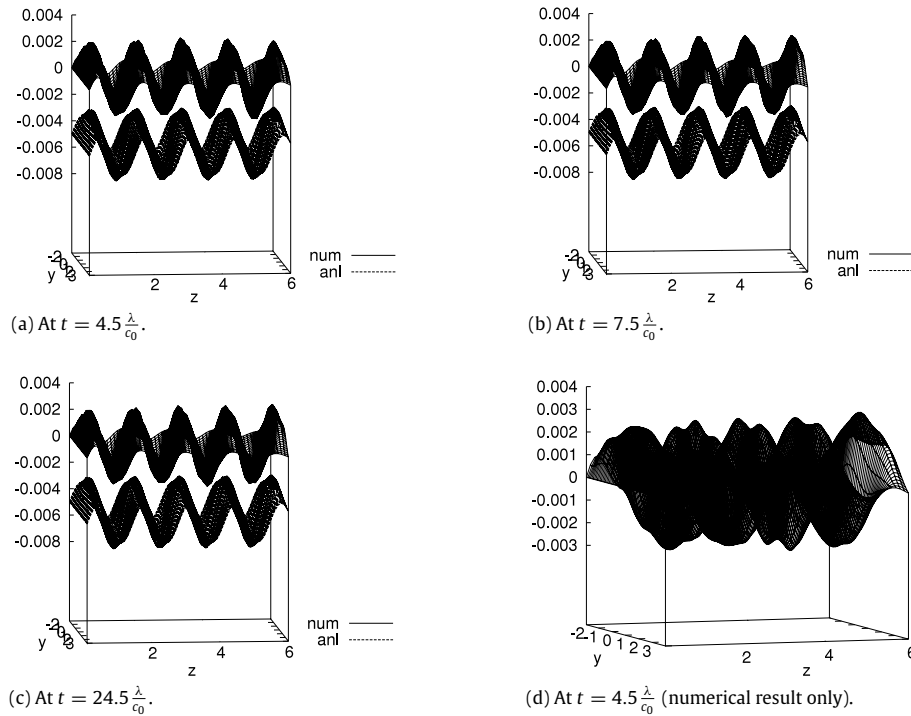 0.004
0.002
0
-0.002
-0.004
-0.006
-0.008
-2
0
2
3
y
2
4
6
z
num
anl
(a) At t = 4.5 λ/c₀.
0.004
0.002
0
-0.002
-0.004
-0.006
-0.008
y
2
4
6
z
num
anl
(b) At t = 7.5 λ/c₀.
0.004
0.002
0
-0.002
-0.004
-0.006
-0.008
y
2
4
6
z
num
anl
(c) At t = 24.5 λ/c₀.
0.004
0.003
0.002
0.001
0
-0.001
-0.002
-0.003
-2
-1
0
1
2
3
y
2
4
6
z
(d) At t = 4.5 λ/c₀ (numerical result only).